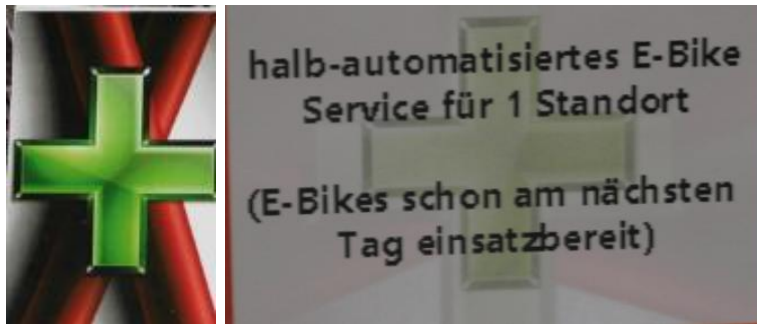 halb-automatisiertes E-Bike
Service für 1 Standort
(E-Bikes schon am nächsten
Tag einsatzbereit)